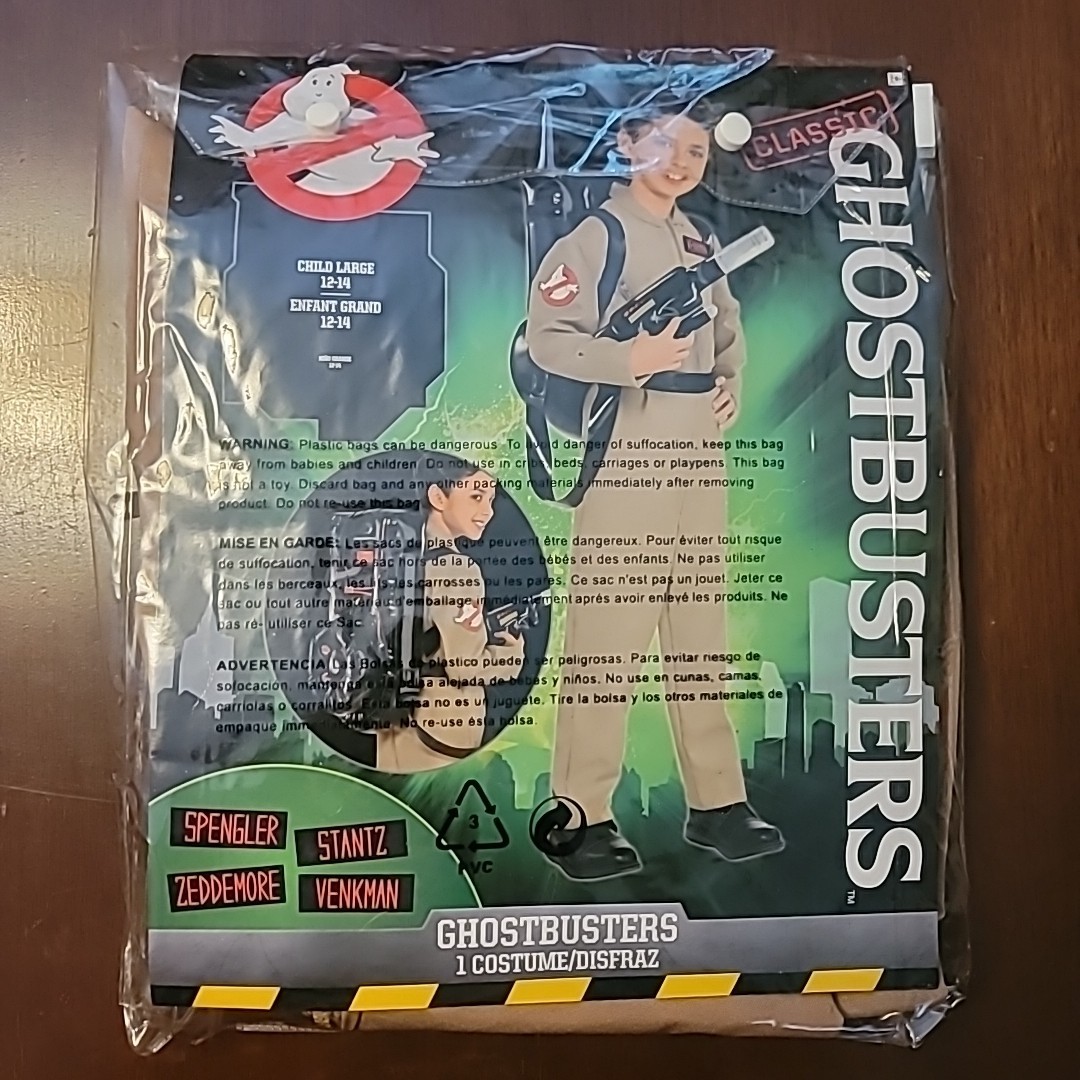 CLASSIC
GHOSTBUSTERS™
CHILD LARGE
12-14
ENFANT GRAND
12-14
WARNING: Plastic bags can be dangerous. To avoid danger of suffocation, keep this bag
away from babies and children. Do not use in cribs, beds, carriages or playpens. This bag
is not a toy. Discard bag and any other packing materials immediately after removing
product. Do not re-use this bag
MISE EN GARDE: Les sacs de plastique peuvent être dangereux. Pour éviter tout risque
de suffocation, tenir ce sac hors de la portee des bébés et des enfants. Ne pas utiliser
dans les berceaux, les lits les carrosses ou les parcs. Ce sac n'est pas un jouet. Jeter ce
sac ou tout autre matériau d'emballage immédiatement aprés avoir enlevé les produits. Ne
pas ré- utiliser ce Sac
ADVERTENCIA Las Bolsas de plastico pueden ser peligrosas. Para evitar riesgo de
sofocación, mantenga e la bolsa alejada de bebes y niños. No use en cunas, camas,
carriolas o corralitos. Esta bolsa no es un juguete. Tire la bolsa y los otros materiales de
empaque immediatamente. No re-use ésta bolsa.
3
PVC
SPENGLER
STANTZ
ZEDDEMORE
VENKMAN
GHOSTBUSTERS
1 COSTUME/DISFRAZ